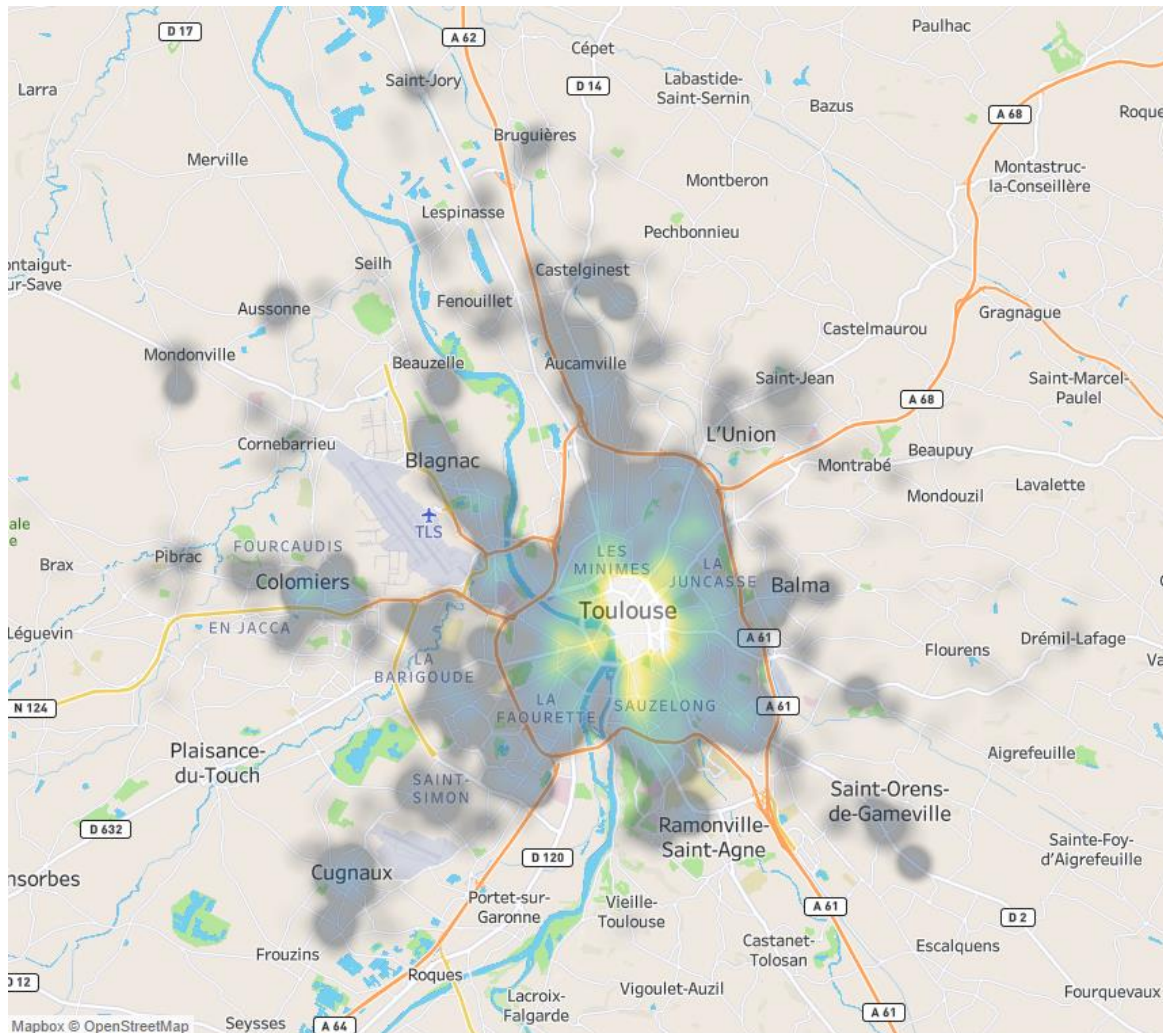 Paulhac
D 17
A 62
Cépet
Saint-Jory
D 14
Labastide-
Saint-Sernin
Larra
Bazus
A 68
Roque
Bruguières
Merville
Montastruc-
la-Conseillère
Montberon
Lespinasse
Pechbonnieu
Seilh
ontaigut-
ur-Save
Castelginest
Fenouillet
Aussonne
Gragnague
Castelmaurou
Mondonville
Beauzelle
Aucamville
Saint-Jean
Saint-Marcel-
Paulel
A 68
L'Union
Cornebarrieu
Blagnac
Beaupuy
Montrabé
Lavalette
Mondouzil
ale
e
TLS
FOURCAUDIS
LES
MINIMES
Pibrac
Brax
LA
JUNCASSE
Colomiers
Balma
Toulouse
EN JACCA
Léguevin
A 61
Drémil-Lafage
Flourens
Va
LA
BARIGOUDE
N 124
LA
FAOURETTE
SAUZELONG
A 61
Plaisance-
du-Touch
Aigrefeuille
SAINT-
SIMON
Saint-Orens-
de-Gameville
D 632
Ramonville-
Saint-Agne
Sainte-Foy-
d'Aigrefeuille
D 120
Cugnaux
nsorbes
Portet-sur-
Garonne
Vieille-
Toulouse
A 61
D 2
Castanet-
Tolosan
Escalquens
Frouzins
Roques
D 12
Vigoulet-Auzil
Fourquevaux
Lacroix-
Falgarde
A 61
Seysses
A 64
Mapbox © OpenStreetMap